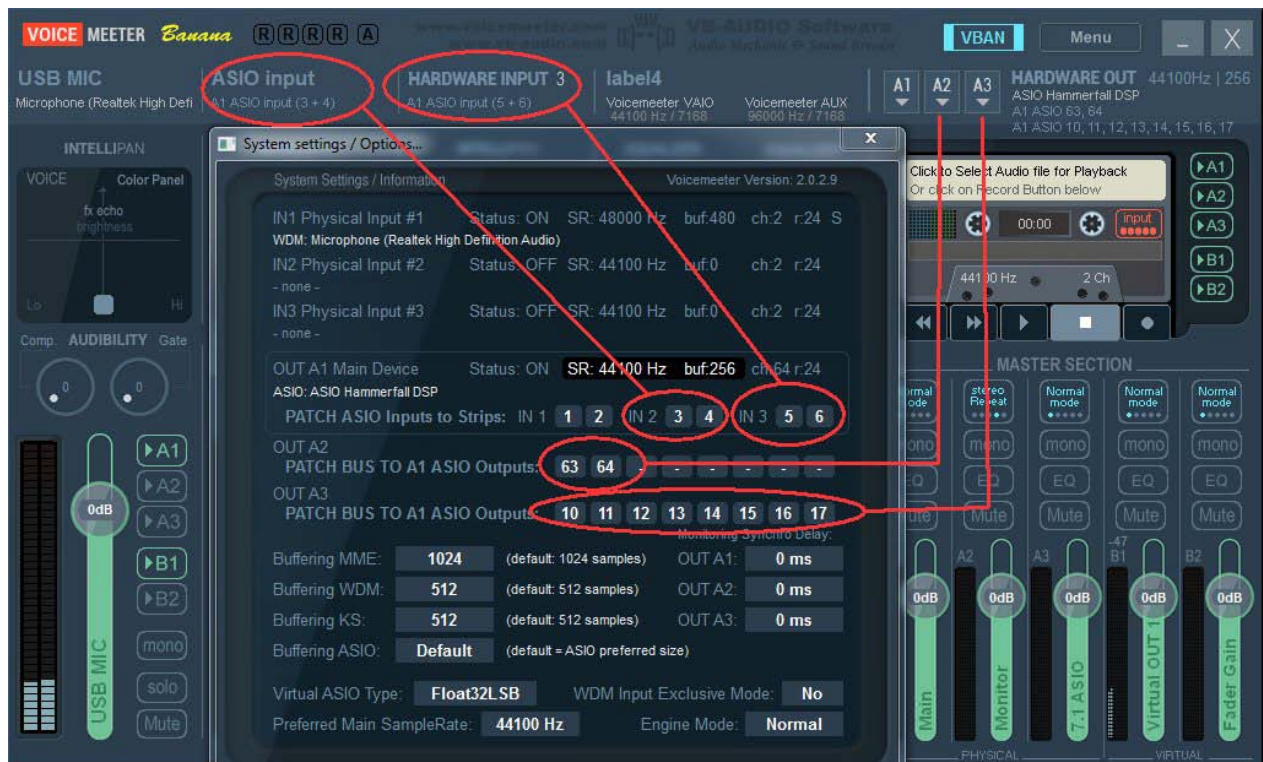 VOICE MEETER Banana R R R R A
VB-AUDIO Software
VBAN Menu _ X
USB MIC
Microphone (Realtek High Defi
ASIO input
A1 ASIO input (3 + 4)
HARDWARE INPUT 3
A1 ASIO input (5 + 6)
label4
Voicemeeter VAIO
44100 Hz / 7168
Voicemeeter AUX
96000 Hz / 7168
A1 A2 A3
HARDWARE OUT 44100Hz | 256
ASIO Hammerfall DSP
A1 ASIO 63, 64
A1 ASIO 10, 11, 12, 13, 14, 15, 16, 17
INTELLIPAN
VOICE Color Panel
fx echo
brightness
Lo Hi
Comp. AUDIBILITY Gate
0 0
0dB
USB MIC
A1
A2
A3
B1
B2
mono
solo
Mute
System settings / Options...
x
System Settings / Information Voicemeeter Version: 2.0.2.9
IN1 Physical Input #1 Status: ON SR: 48000 Hz buf:480 ch:2 r:24 S
WDM: Microphone (Realtek High Definition Audio)
IN2 Physical Input #2 Status: OFF SR: 44100 Hz buf:0 ch:2 r:24
- none -
IN3 Physical Input #3 Status: OFF SR: 44100 Hz buf:0 ch:2 r:24
- none -
OUT A1 Main Device Status: ON SR: 44100 Hz buf:256 ch:64 r:24
ASIO: ASIO Hammerfall DSP
PATCH ASIO Inputs to Strips: IN 1 1 2 IN 2 3 4 IN 3 5 6
OUT A2
PATCH BUS TO A1 ASIO Outputs: 63 64 - - - - - -
OUT A3
PATCH BUS TO A1 ASIO Outputs: 10 11 12 13 14 15 16 17
Monitoring Synchro Delay:
Buffering MME: 1024 (default: 1024 samples) OUT A1: 0 ms
Buffering WDM: 512 (default: 512 samples) OUT A2: 0 ms
Buffering KS: 512 (default: 512 samples) OUT A3: 0 ms
Buffering ASIO: Default (default = ASIO preferred size)
Virtual ASIO Type: Float32LSB WDM Input Exclusive Mode: No
Preferred Main SampleRate: 44100 Hz Engine Mode: Normal
Click to Select Audio file for Playback
Or click on Record Button below
00:00 input
44100 Hz 2 Ch
A1
A2
A3
B1
B2
MASTER SECTION
stereo Repeat
Normal mode
Normal mode
Normal mode
mono mono mono mono
EQ EQ EQ EQ
Mute Mute Mute Mute
A2 A3 -47 B1 B2
0dB 0dB 0dB 0dB 0dB
Main
Monitor
7.1 ASIO
Virtual OUT 1
Fader Gain
PHYSICAL VIRTUAL